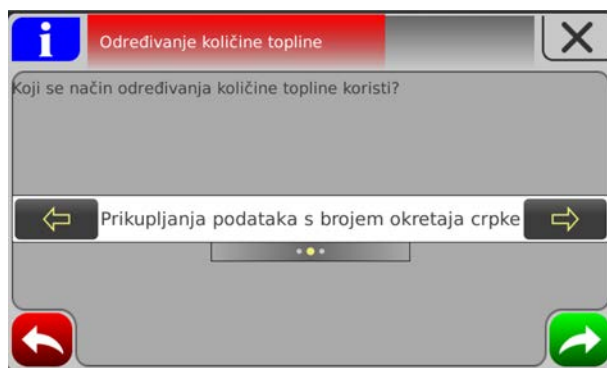 i
Određivanje količine topline
Koji se način određivanja količine topline koristi?
Prikupljanja podataka s brojem okretaja crpke